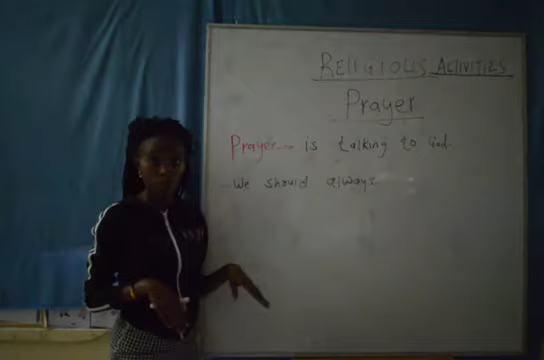 RELIGIOUS ACTIVITIES
Prayer
Prayer - is talking to God.
- We should always